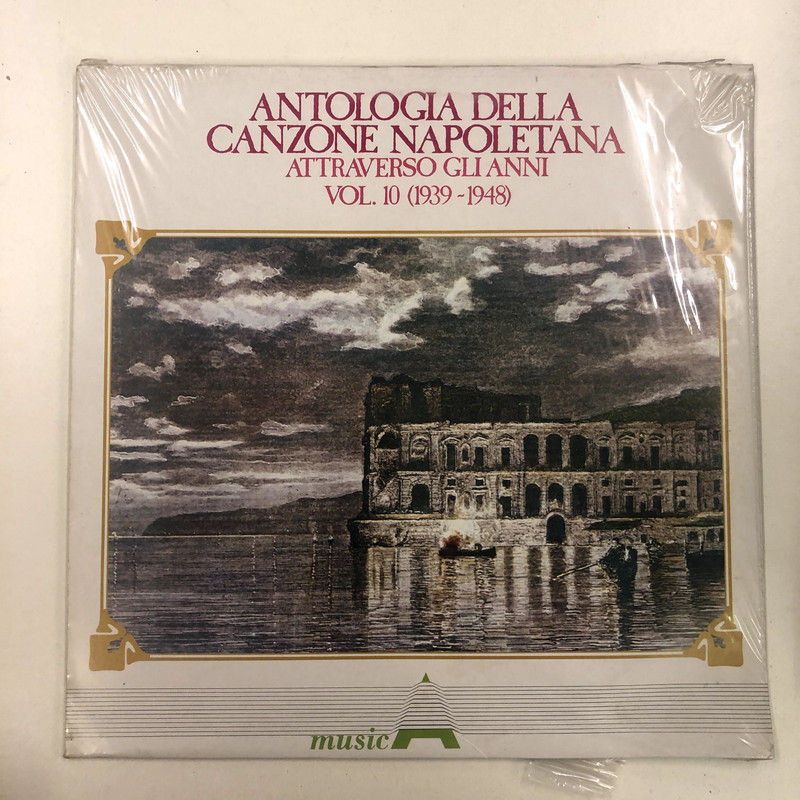 ANTOLOGIA DELLA
CANZONE NAPOLETANA
ATTRAVERSO GLI ANNI
VOL. 10 (1939-1948)
music